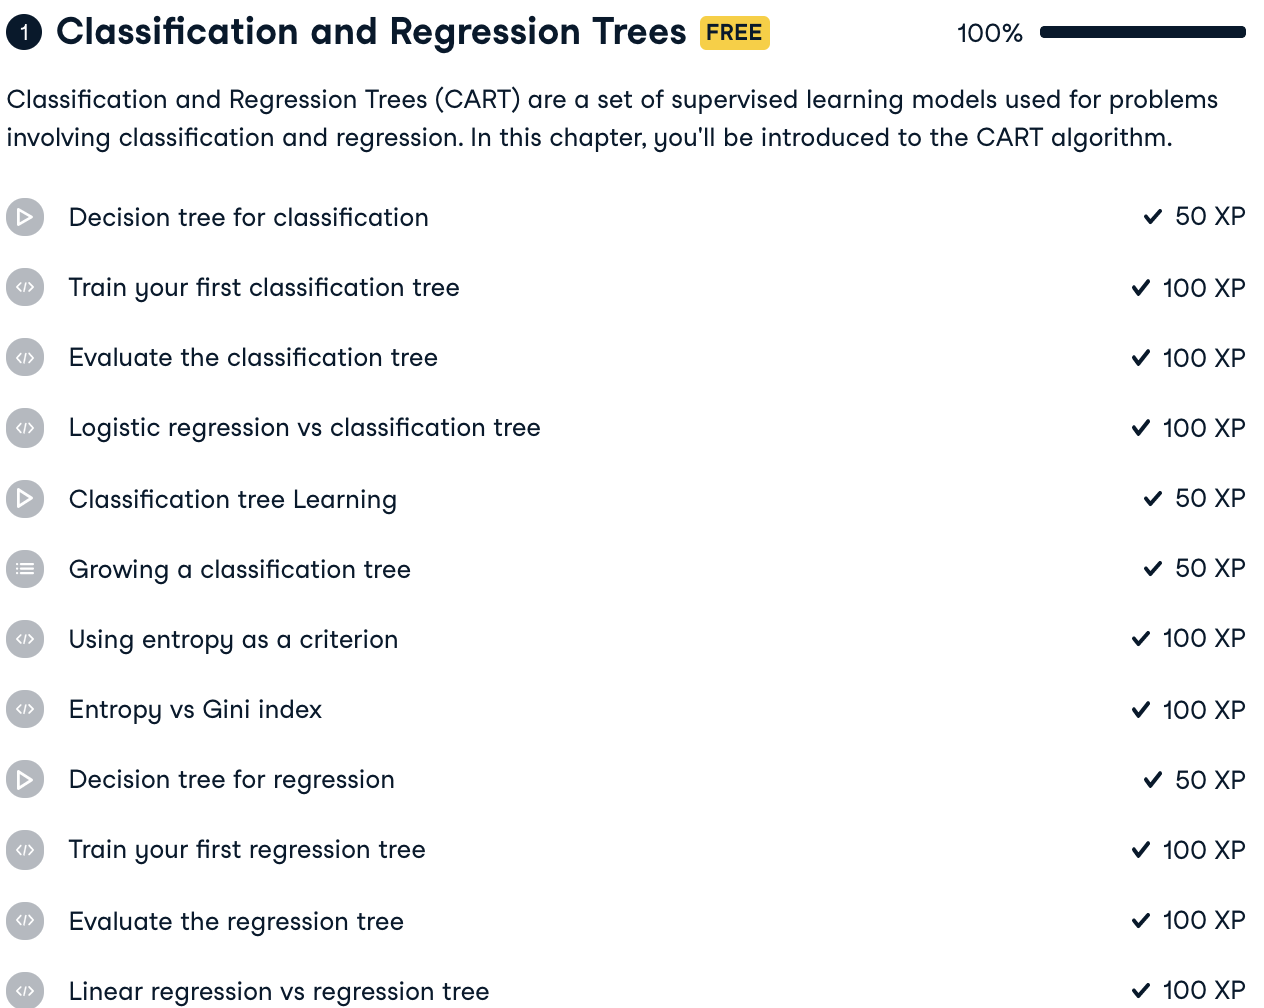 1 Classification and Regression Trees FREE 100%
Classification and Regression Trees (CART) are a set of supervised learning models used for problems
involving classification and regression. In this chapter, you'll be introduced to the CART algorithm.
Decision tree for classification 50 XP
Train your first classification tree 100 XP
Evaluate the classification tree 100 XP
Logistic regression vs classification tree 100 XP
Classification tree Learning 50 XP
Growing a classification tree 50 XP
Using entropy as a criterion 100 XP
Entropy vs Gini index 100 XP
Decision tree for regression 50 XP
Train your first regression tree 100 XP
Evaluate the regression tree 100 XP
Linear regression vs regression tree 100 XP